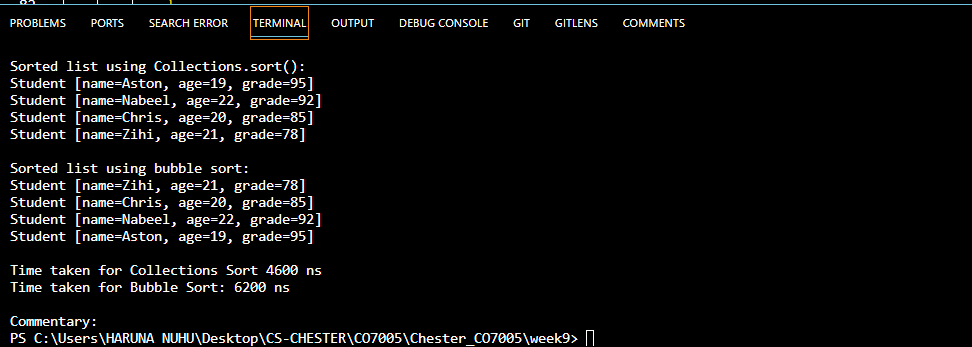 PROBLEMS PORTS SEARCH ERROR TERMINAL OUTPUT DEBUG CONSOLE GIT GITLENS COMMENTS
Sorted list using Collections.sort():
Student [name=Aston, age=19, grade=95]
Student [name=Nabeel, age=22, grade=92]
Student [name=Chris, age=20, grade=85]
Student [name=Zihi, age=21, grade=78]
Sorted list using bubble sort:
Student [name=Zihi, age=21, grade=78]
Student [name=Chris, age=20, grade=85]
Student [name=Nabeel, age=22, grade=92]
Student [name=Aston, age=19, grade=95]
Time taken for Collections Sort 4600 ns
Time taken for Bubble Sort: 6200 ns
Commentary:
PS C:\Users\HARUNA NUHU\Desktop\CS-CHESTER\CO7005\Chester_CO7005\week9>